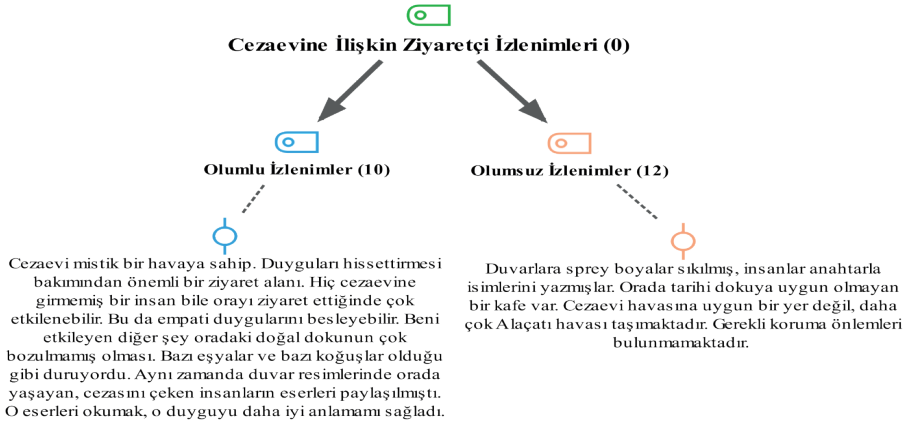 Cezaevine İlişkin Ziyaretçi İzlenimleri (0)
Olumlu İzlenimler (10)
Olumsuz İzlenimler (12)
Cezaevi mistik bir havaya sahip. Duyguları hissettirmesi
bakımından önemli bir ziyaret alanı. Hiç cezaevine
girmemiş bir insan bile orayı ziyaret ettiğinde çok
etkilenebilir. Bu da empati duygularını besleyebilir. Beni
etkileyen diğer şey oradaki doğal dokunun çok
bozulmamış olması. Bazı eşyalar ve bazı koğuşlar olduğu
gibi duruyordu. Aynı zamanda duvar resimlerinde orada
yaşayan, cezasını çeken insanların eserleri paylaşılmıştı.
O eserleri okumak, o duyguyu daha iyi anlamamı sağladı.
Duvarlara sprey boyalar sıkılmış, insanlar anahtarla
isimlerini yazmışlar. Orada tarihi dokuya uygun olmayan
bir kafe var. Cezaevi havasına uygun bir yer değil, daha
çok Alaçatı havası taşımaktadır. Gerekli koruma önlemleri
bulunmamaktadır.